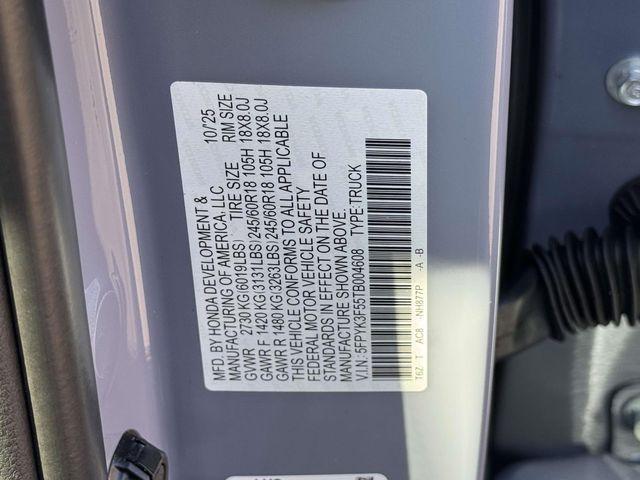 MFD. BY HONDA DEVELOPMENT & 10/'25
MANUFACTURING OF AMERICA, LLC
TIRE SIZE RIM SIZE
GVWR 2730 KG(6019LBS)
GAWR F 1420 KG(3131LBS)245/60R18 105H 18X8.0J
GAWR R 1480 KG(3263LBS)245/60R18 105H 18X8.0J
THIS VEHICLE CONFORMS TO ALL APPLICABLE
FEDERAL MOTOR VEHICLE SAFETY
STANDARDS IN EFFECT ON THE DATE OF
MANUFACTURE SHOWN ABOVE.
V.I.N.: 5FPYK3F55TB004608 TYPE:TRUCK
T6Z T AC8 -NH877P -A -B